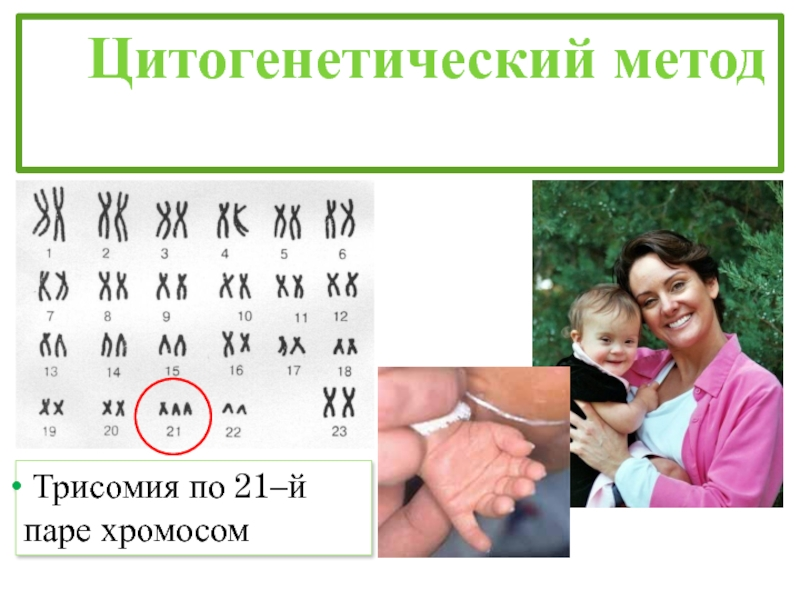 Цитогенетический метод
1 2 3 4 5 6
7 8 9 10 11 12
13 14 15 16 17 18
19 20 21 22 23
• Трисомия по 21–й
паре хромосом